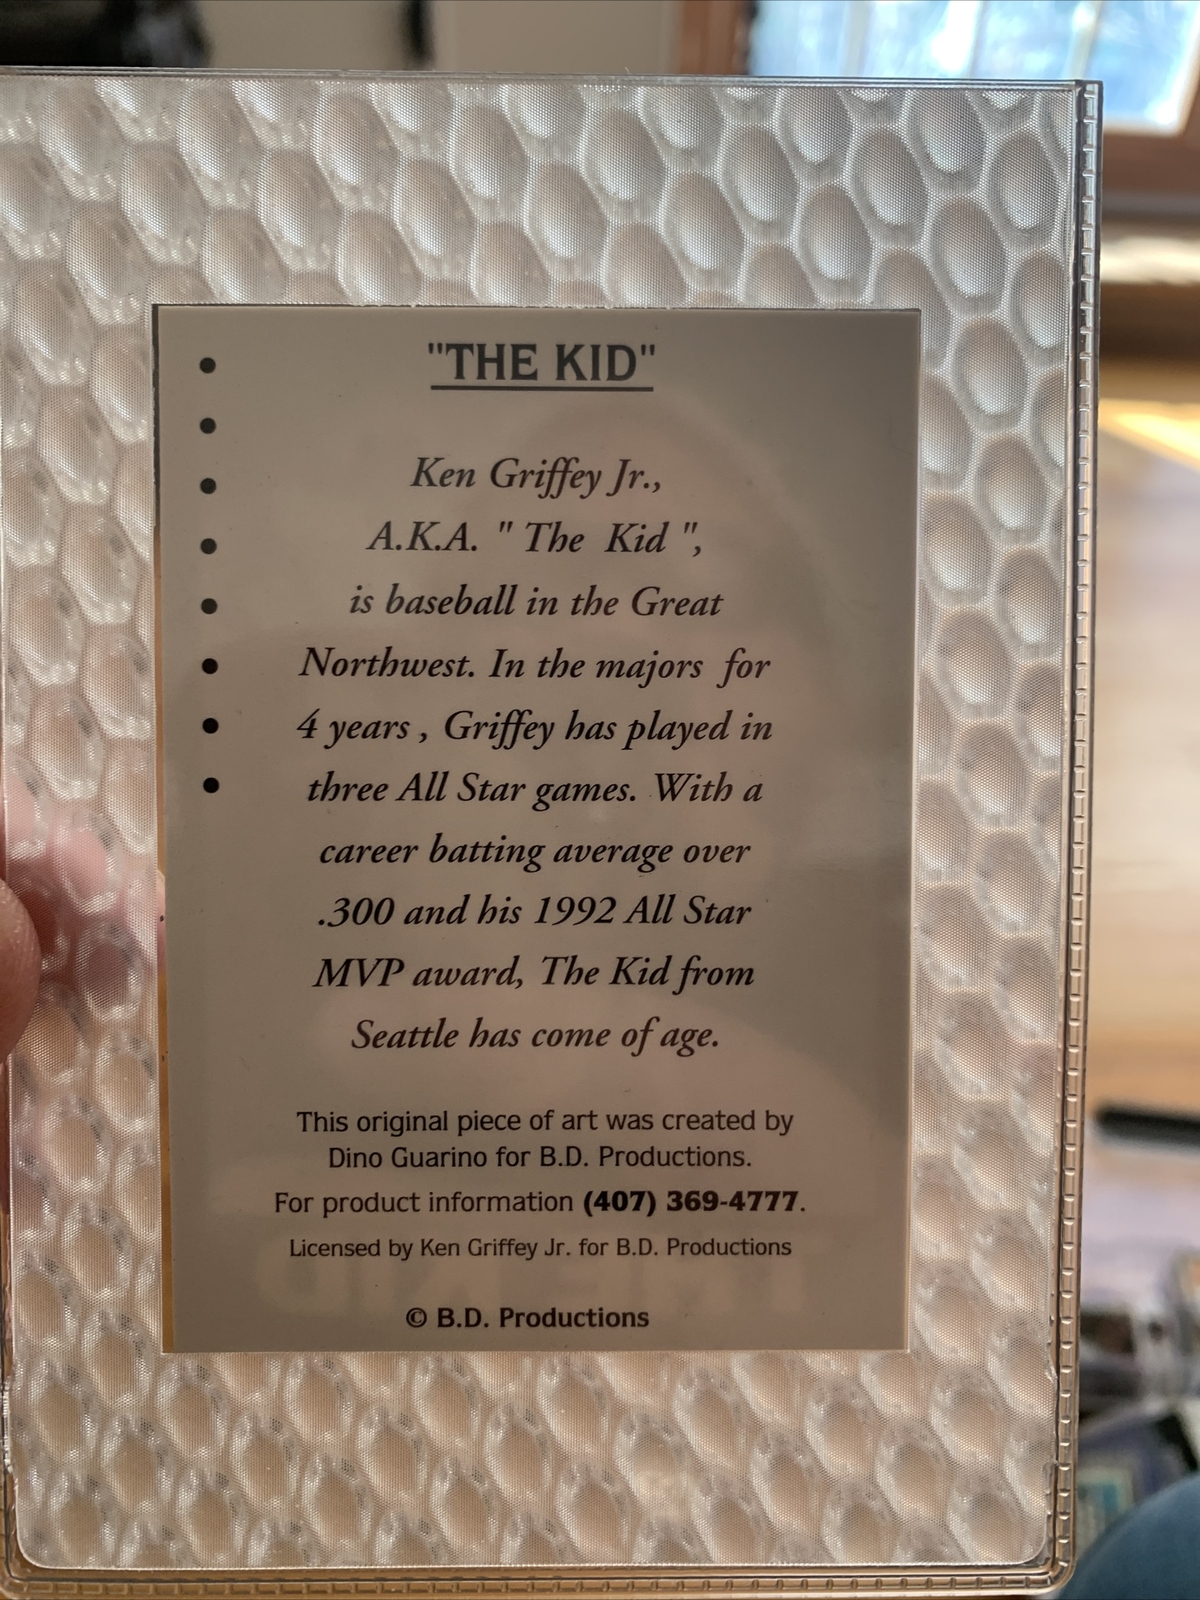 "THE KID"
Ken Griffey Jr.,
A.K.A. " The Kid ",
is baseball in the Great
Northwest. In the majors for
4 years , Griffey has played in
three All Star games. With a
career batting average over
.300 and his 1992 All Star
MVP award, The Kid from
Seattle has come of age.
This original piece of art was created by
Dino Guarino for B.D. Productions.
For product information (407) 369-4777.
Licensed by Ken Griffey Jr. for B.D. Productions
© B.D. Productions